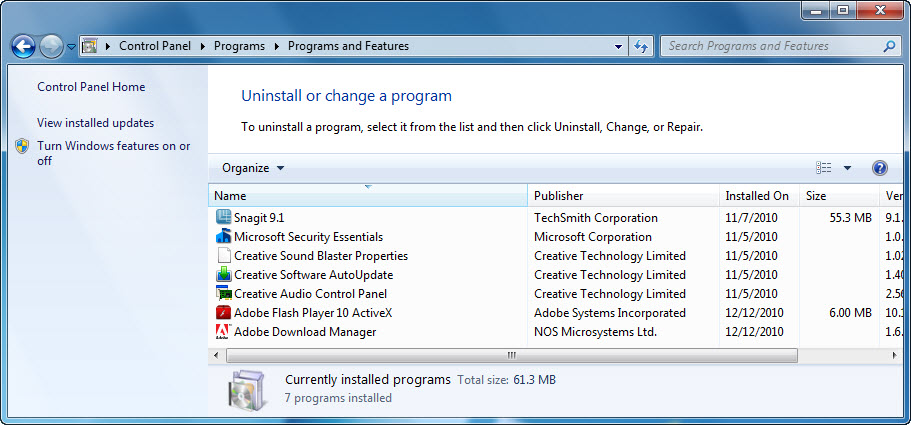 Control Panel Programs Programs and Features Search Programs and Features
Control Panel Home
View installed updates
Turn Windows features on or
off
Uninstall or change a program
To uninstall a program, select it from the list and then click Uninstall, Change, or Repair.
Organize
Name Publisher Installed On Size Ver
Snagit 9.1 TechSmith Corporation 11/7/2010 55.3 MB 9.1.
Microsoft Security Essentials Microsoft Corporation 11/5/2010 1.0.
Creative Sound Blaster Properties Creative Technology Limited 11/5/2010 1.02
Creative Software AutoUpdate Creative Technology Limited 11/5/2010 1.40
Creative Audio Control Panel Creative Technology Limited 11/5/2010 2.56
Adobe Flash Player 10 ActiveX Adobe Systems Incorporated 12/12/2010 6.00 MB 10.1
Adobe Download Manager NOS Microsystems Ltd. 12/12/2010 1.6.
Currently installed programs Total size: 61.3 MB
7 programs installed